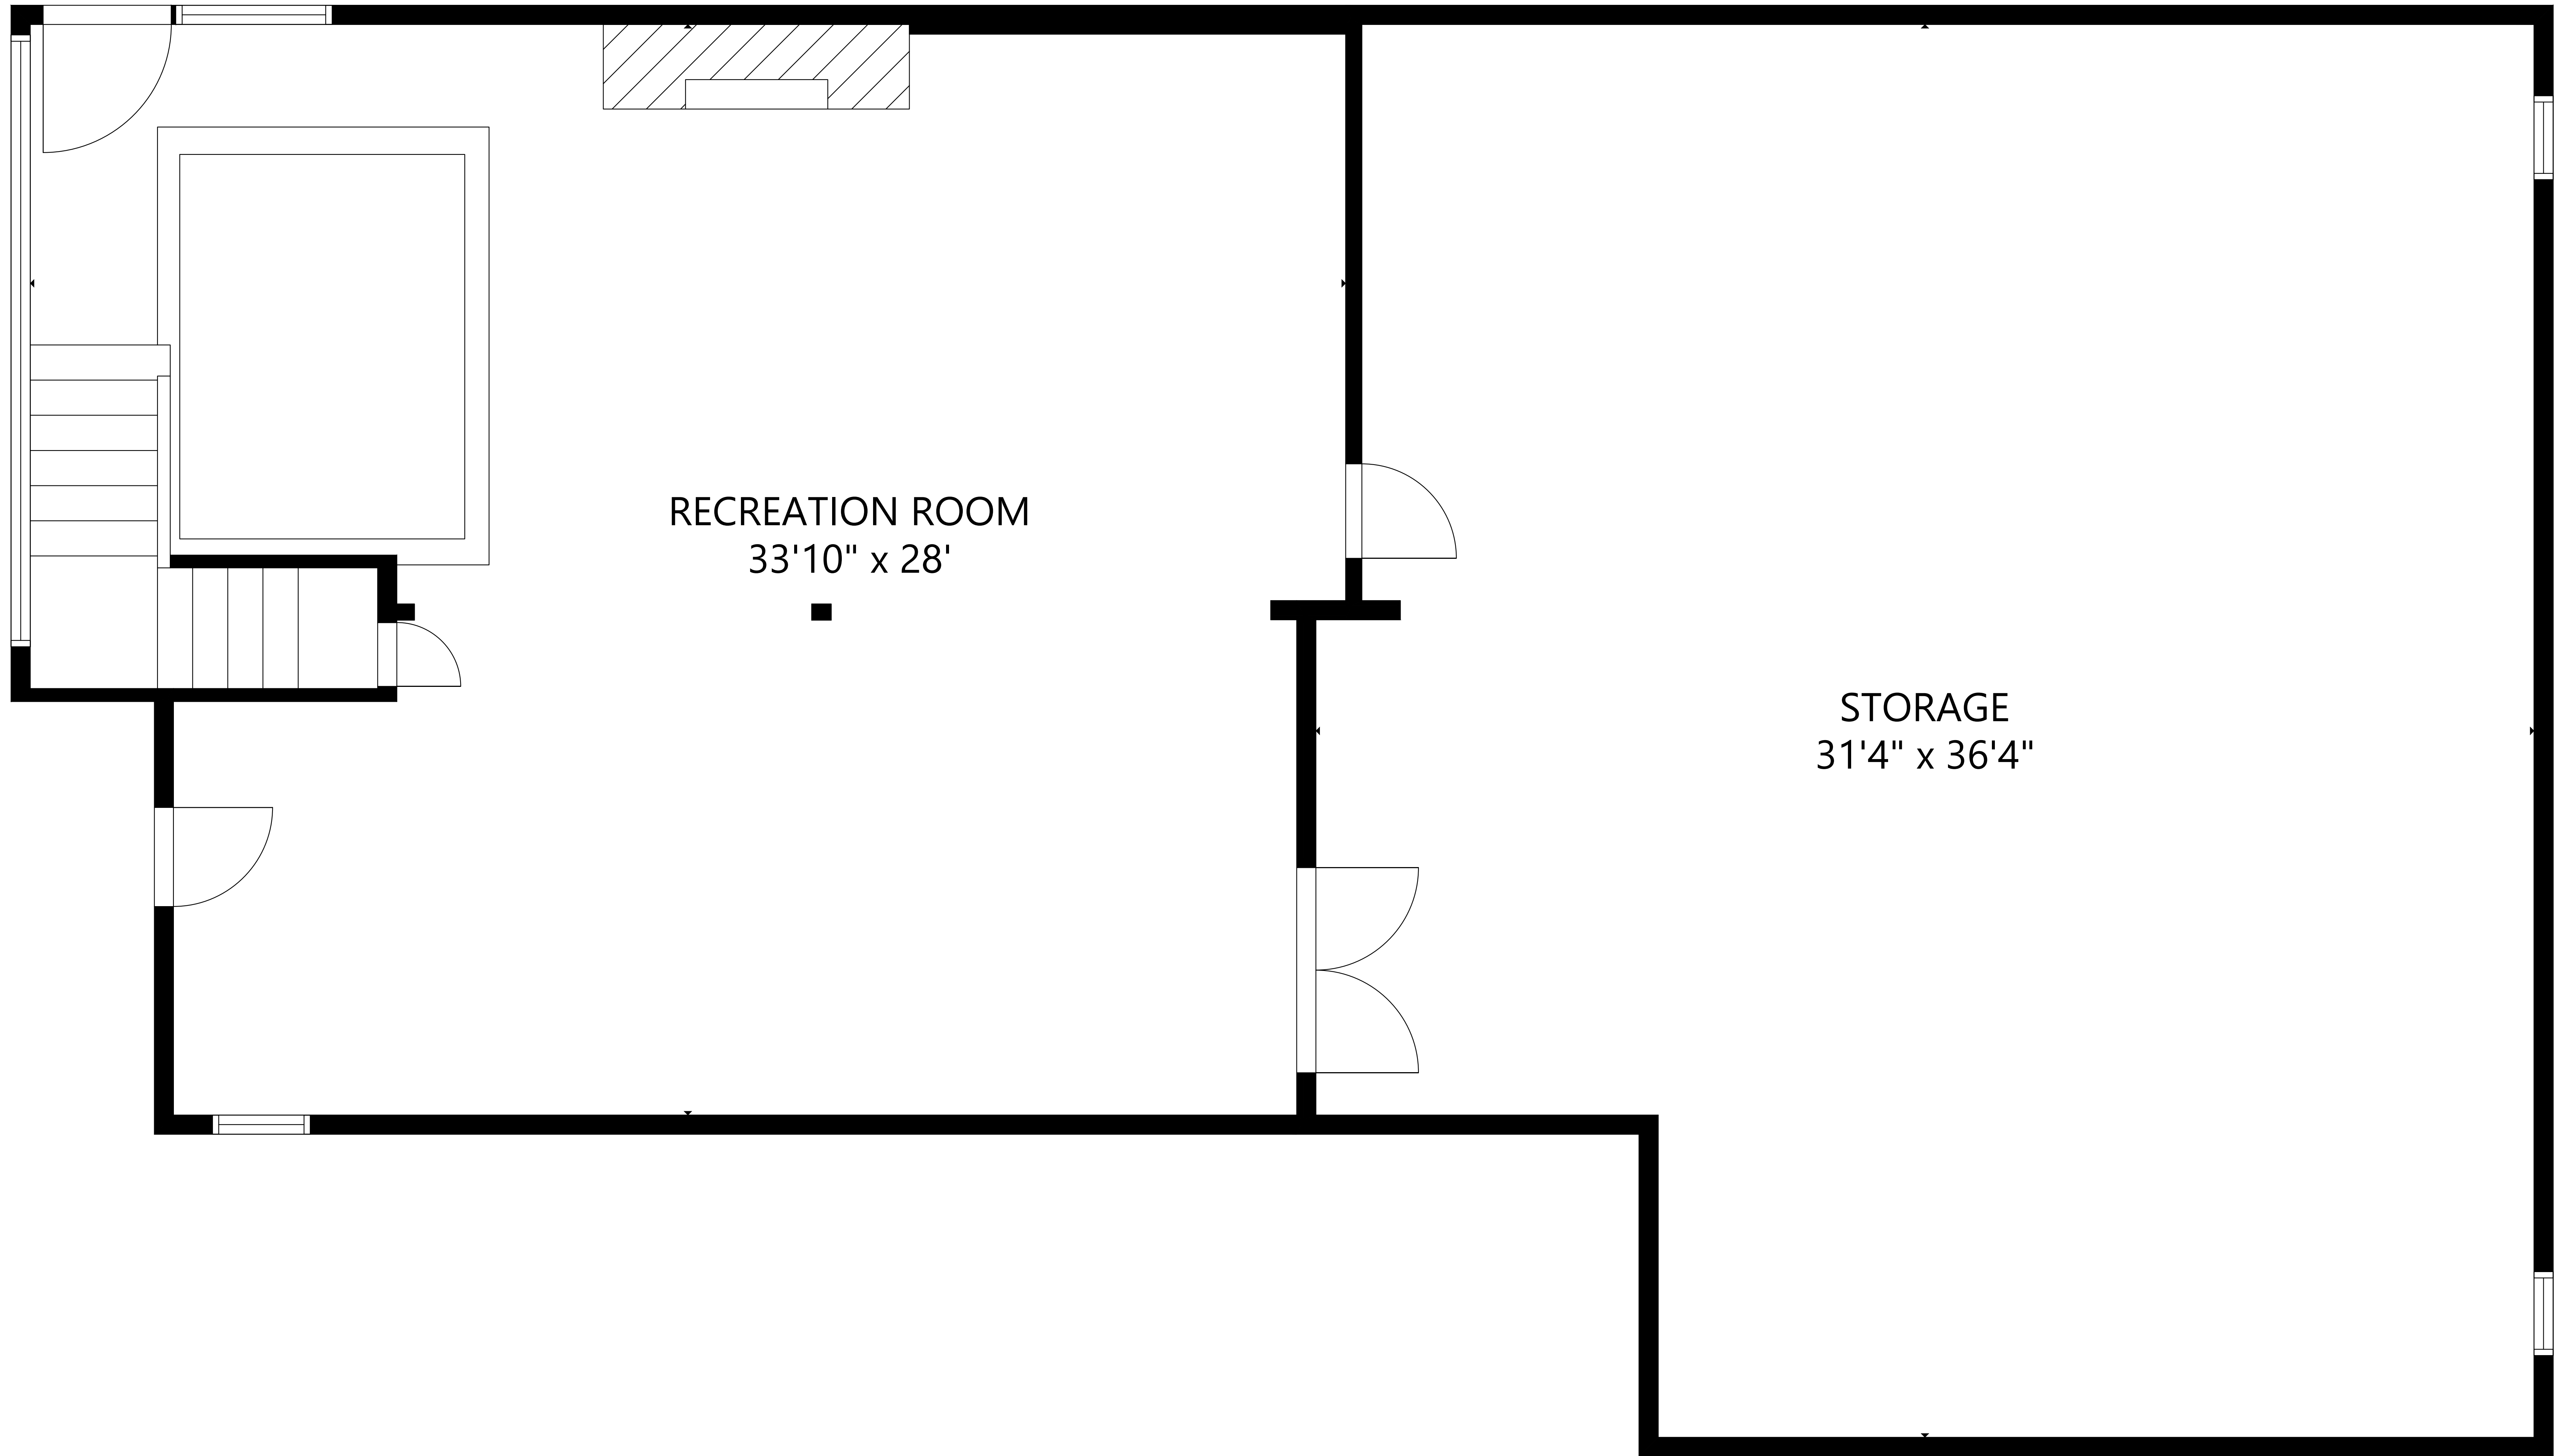 RECREATION ROOM
33'10" x 28'
STORAGE
31'4" x 36'4"